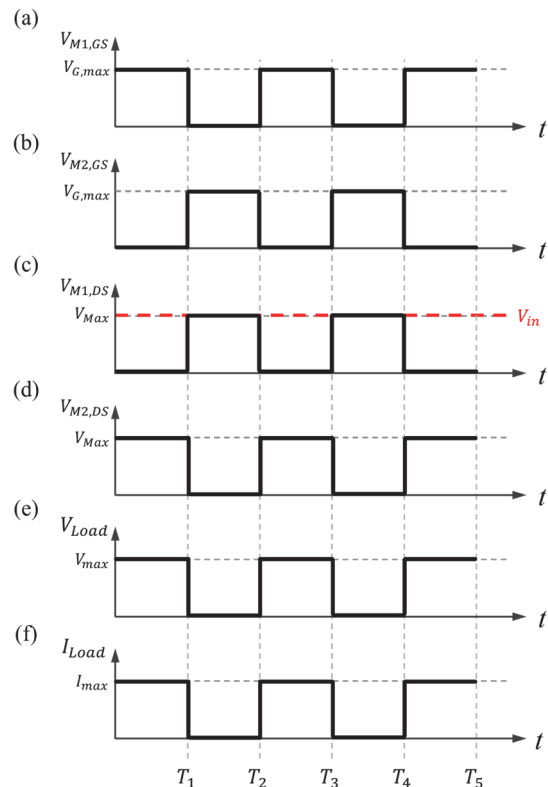 (a)
V_{M1,GS}
V_{G,max}
t
(b)
V_{M2,GS}
V_{G,max}
t
(c)
V_{M1,DS}
V_{Max}
V_{in}
t
(d)
V_{M2,DS}
V_{Max}
t
(e)
V_{Load}
V_{max}
t
(f)
I_{Load}
I_{max}
t
T_1 T_2 T_3 T_4 T_5